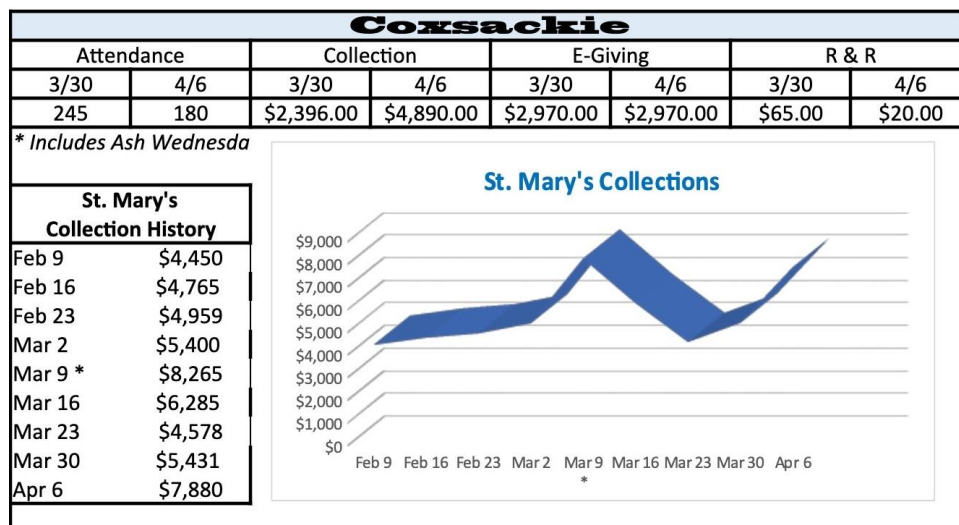 Coxsackie
Attendance Collection E-Giving R & R
3/30 4/6 3/30 4/6 3/30 4/6 3/30 4/6
245 180 $2,396.00 $4,890.00 $2,970.00 $2,970.00 $65.00 $20.00
* Includes Ash Wednesda
St. Mary's
Collection History
Feb 9 $4,450
Feb 16 $4,765
Feb 23 $4,959
Mar 2 $5,400
Mar 9 * $8,265
Mar 16 $6,285
Mar 23 $4,578
Mar 30 $5,431
Apr 6 $7,880
St. Mary's Collections
$9,000
$8,000
$7,000
$6,000
$5,000
$4,000
$3,000
$2,000
$1,000
$0
Feb 9 Feb 16 Feb 23 Mar 2 Mar 9 Mar 16 Mar 23 Mar 30 Apr 6
*